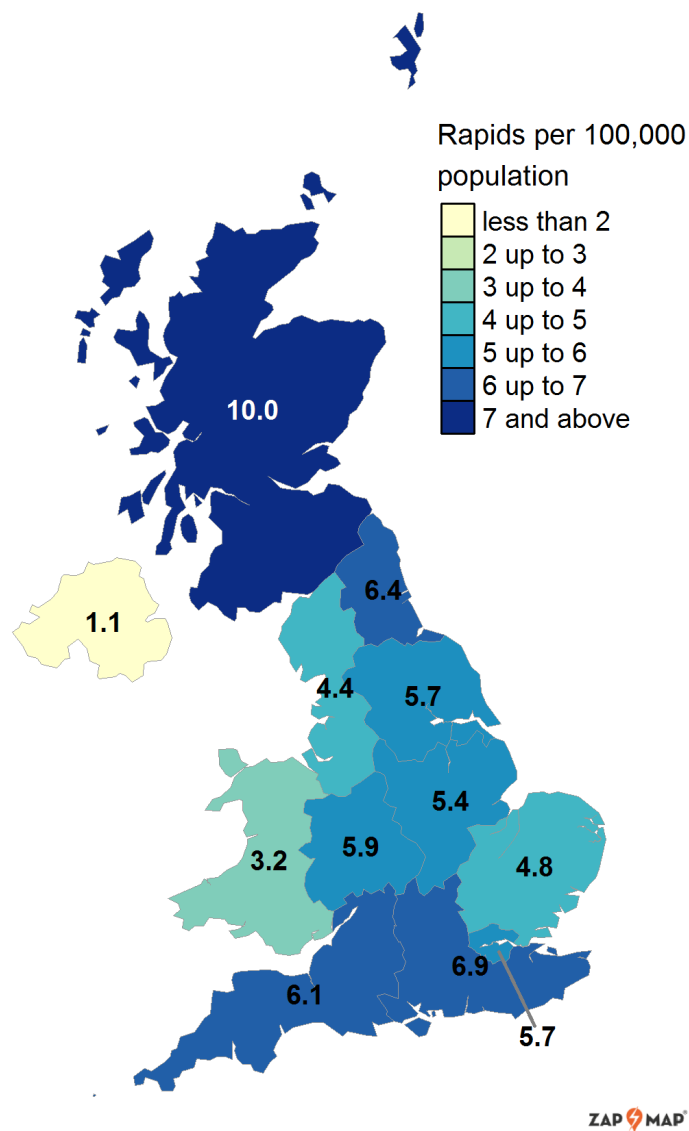 Rapids per 100,000
population
less than 2
2 up to 3
3 up to 4
4 up to 5
5 up to 6
6 up to 7
7 and above
10.0
6.4
1.1
4.4
5.7
5.4
5.9
3.2
4.8
6.9
6.1
5.7
ZAP MAP